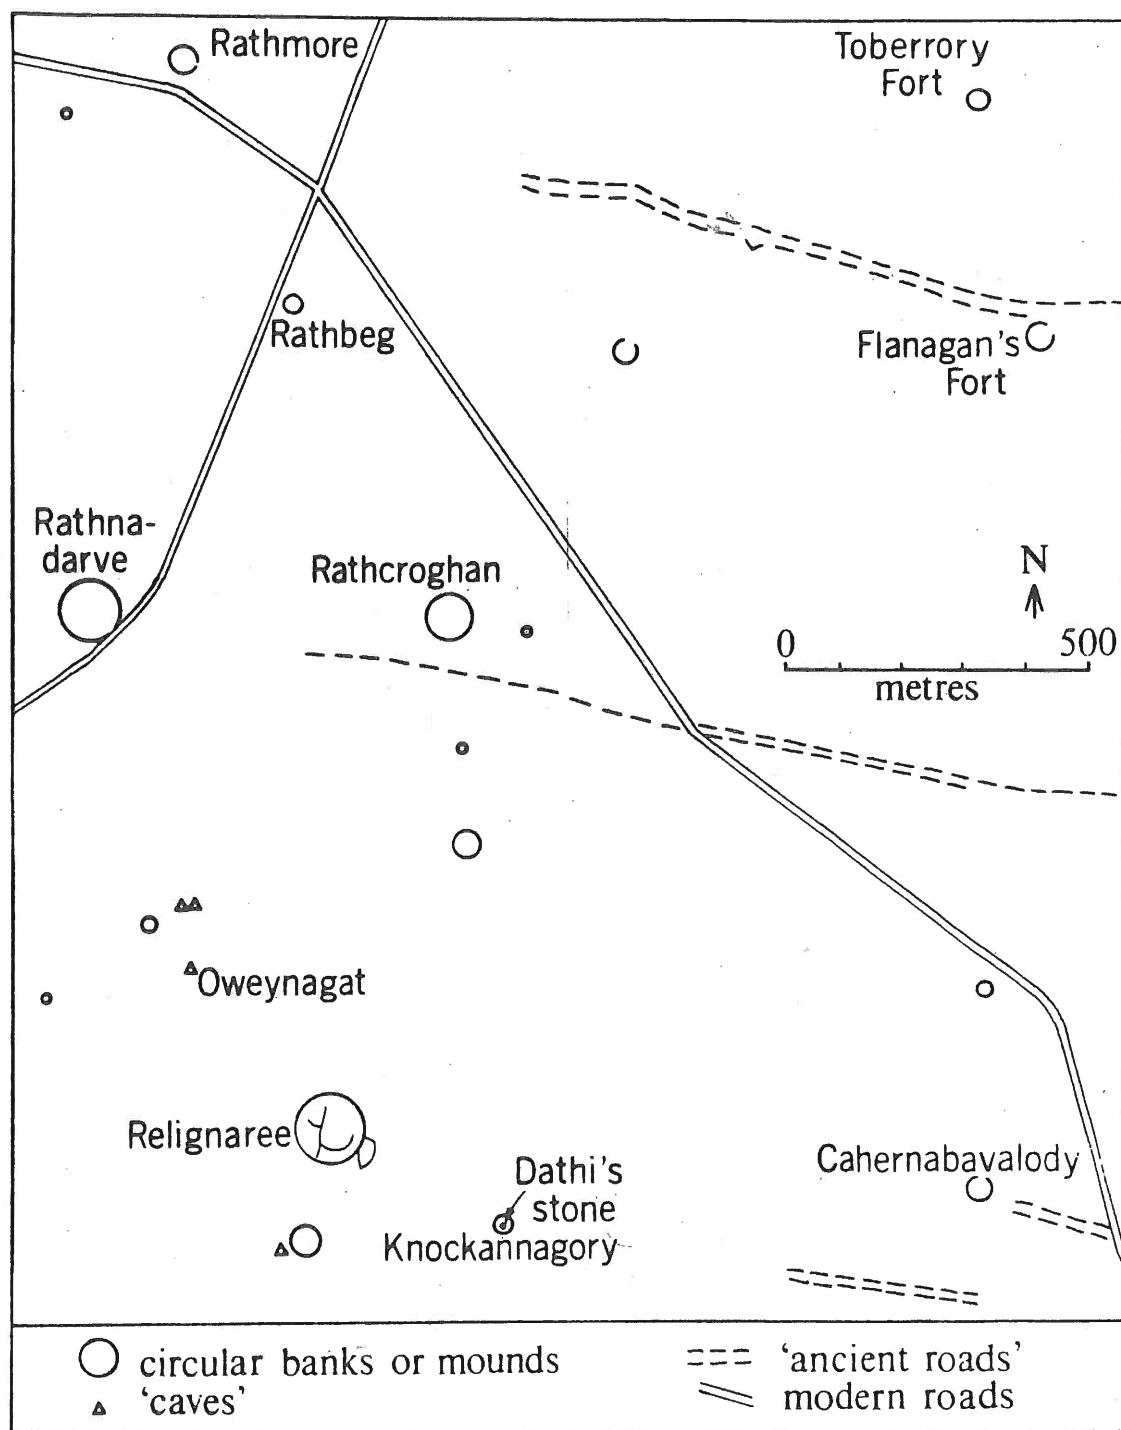 Rathmore
Toberrory
Fort
Rathbeg
Flanagan's
Fort
Rathna-
darve
Rathcroghan
N
0 500
metres
Oweynagat
Relignaree
Dathi's
stone
Knockannagory
Cahernabavalody
circular banks or mounds
'caves'
'ancient roads'
modern roads